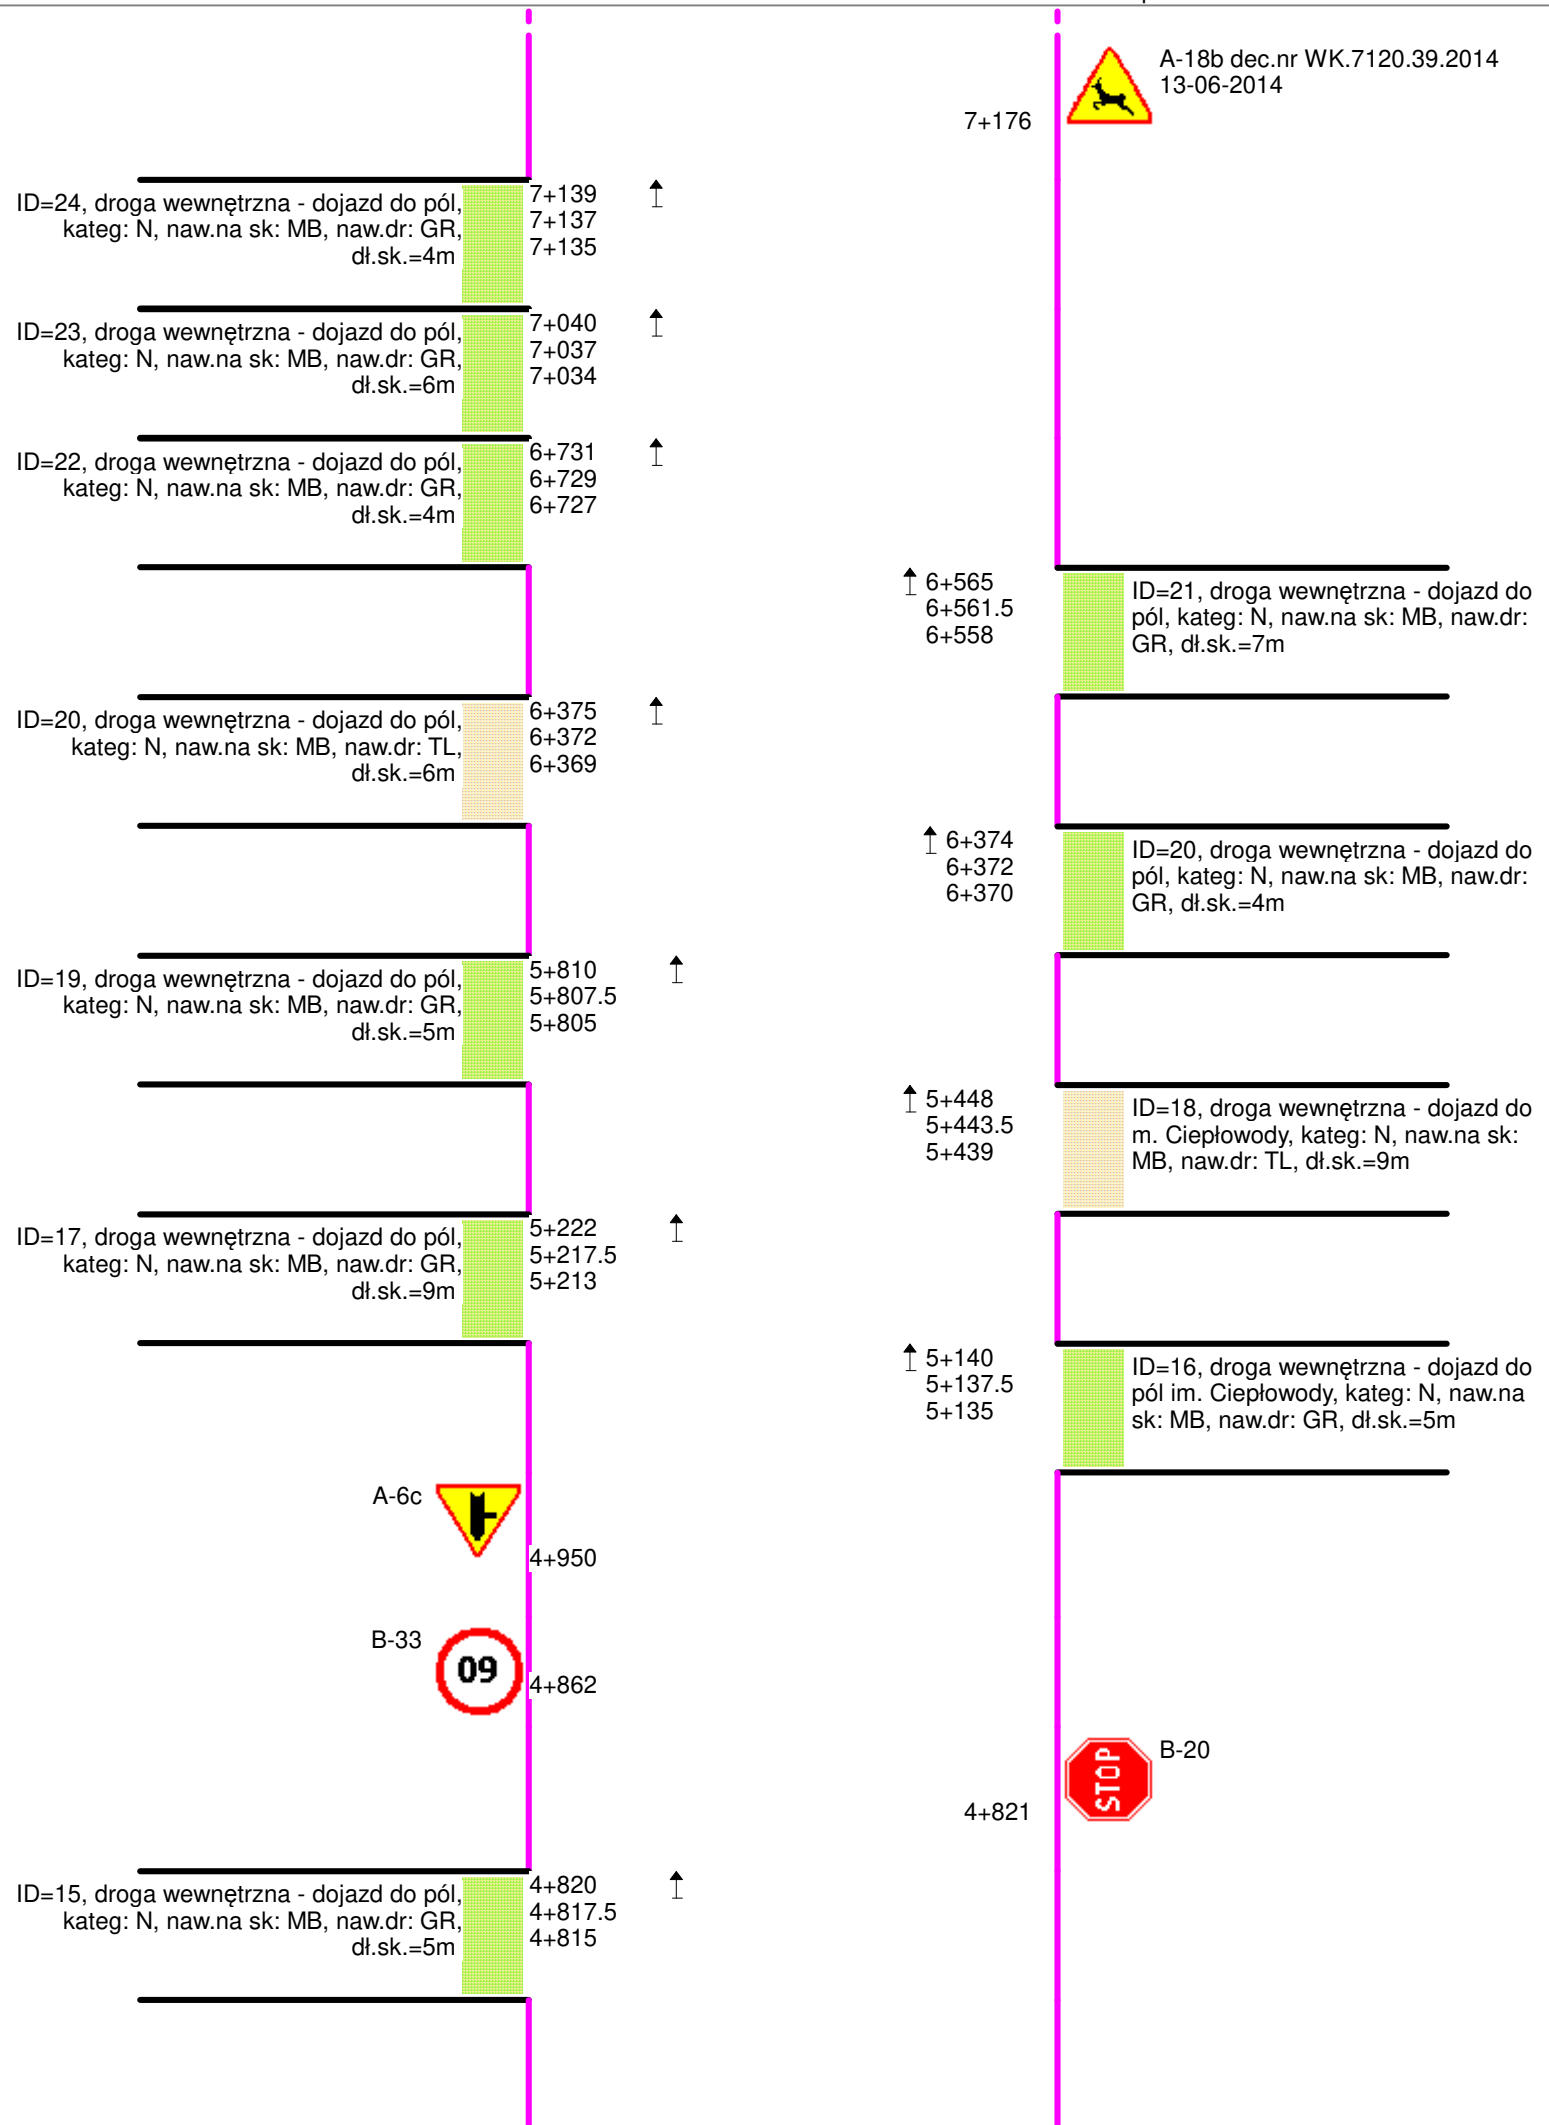 A-18b dec.nr WK.7120.39.2014
13-06-2014
7+176
ID=24, droga wewnętrzna - dojazd do pól,
kateg: N, naw.na sk: MB, naw.dr: GR,
dł.sk.=4m
7+139
7+137
7+135
ID=23, droga wewnętrzna - dojazd do pól,
kateg: N, naw.na sk: MB, naw.dr: GR,
dł.sk.=6m
7+040
7+037
7+034
ID=22, droga wewnętrzna - dojazd do pól,
kateg: N, naw.na sk: MB, naw.dr: GR,
dł.sk.=4m
6+731
6+729
6+727
6+565
6+561.5
6+558
ID=21, droga wewnętrzna - dojazd do
pól, kateg: N, naw.na sk: MB, naw.dr:
GR, dł.sk.=7m
ID=20, droga wewnętrzna - dojazd do pól,
kateg: N, naw.na sk: MB, naw.dr: TL,
dł.sk.=6m
6+375
6+372
6+369
6+374
6+372
6+370
ID=20, droga wewnętrzna - dojazd do
pól, kateg: N, naw.na sk: MB, naw.dr:
GR, dł.sk.=4m
ID=19, droga wewnętrzna - dojazd do pól,
kateg: N, naw.na sk: MB, naw.dr: GR,
dł.sk.=5m
5+810
5+807.5
5+805
5+448
5+443.5
5+439
ID=18, droga wewnętrzna - dojazd do
m. Ciepłowody, kateg: N, naw.na sk:
MB, naw.dr: TL, dł.sk.=9m
ID=17, droga wewnętrzna - dojazd do pól,
kateg: N, naw.na sk: MB, naw.dr: GR,
dł.sk.=9m
5+222
5+217.5
5+213
5+140
5+137.5
5+135
ID=16, droga wewnętrzna - dojazd do
pól im. Ciepłowody, kateg: N, naw.na
sk: MB, naw.dr: GR, dł.sk.=5m
A-6c
4+950
B-33
60
4+862
B-20
STOP
4+821
ID=15, droga wewnętrzna - dojazd do pól,
kateg: N, naw.na sk: MB, naw.dr: GR,
dł.sk.=5m
4+820
4+817.5
4+815